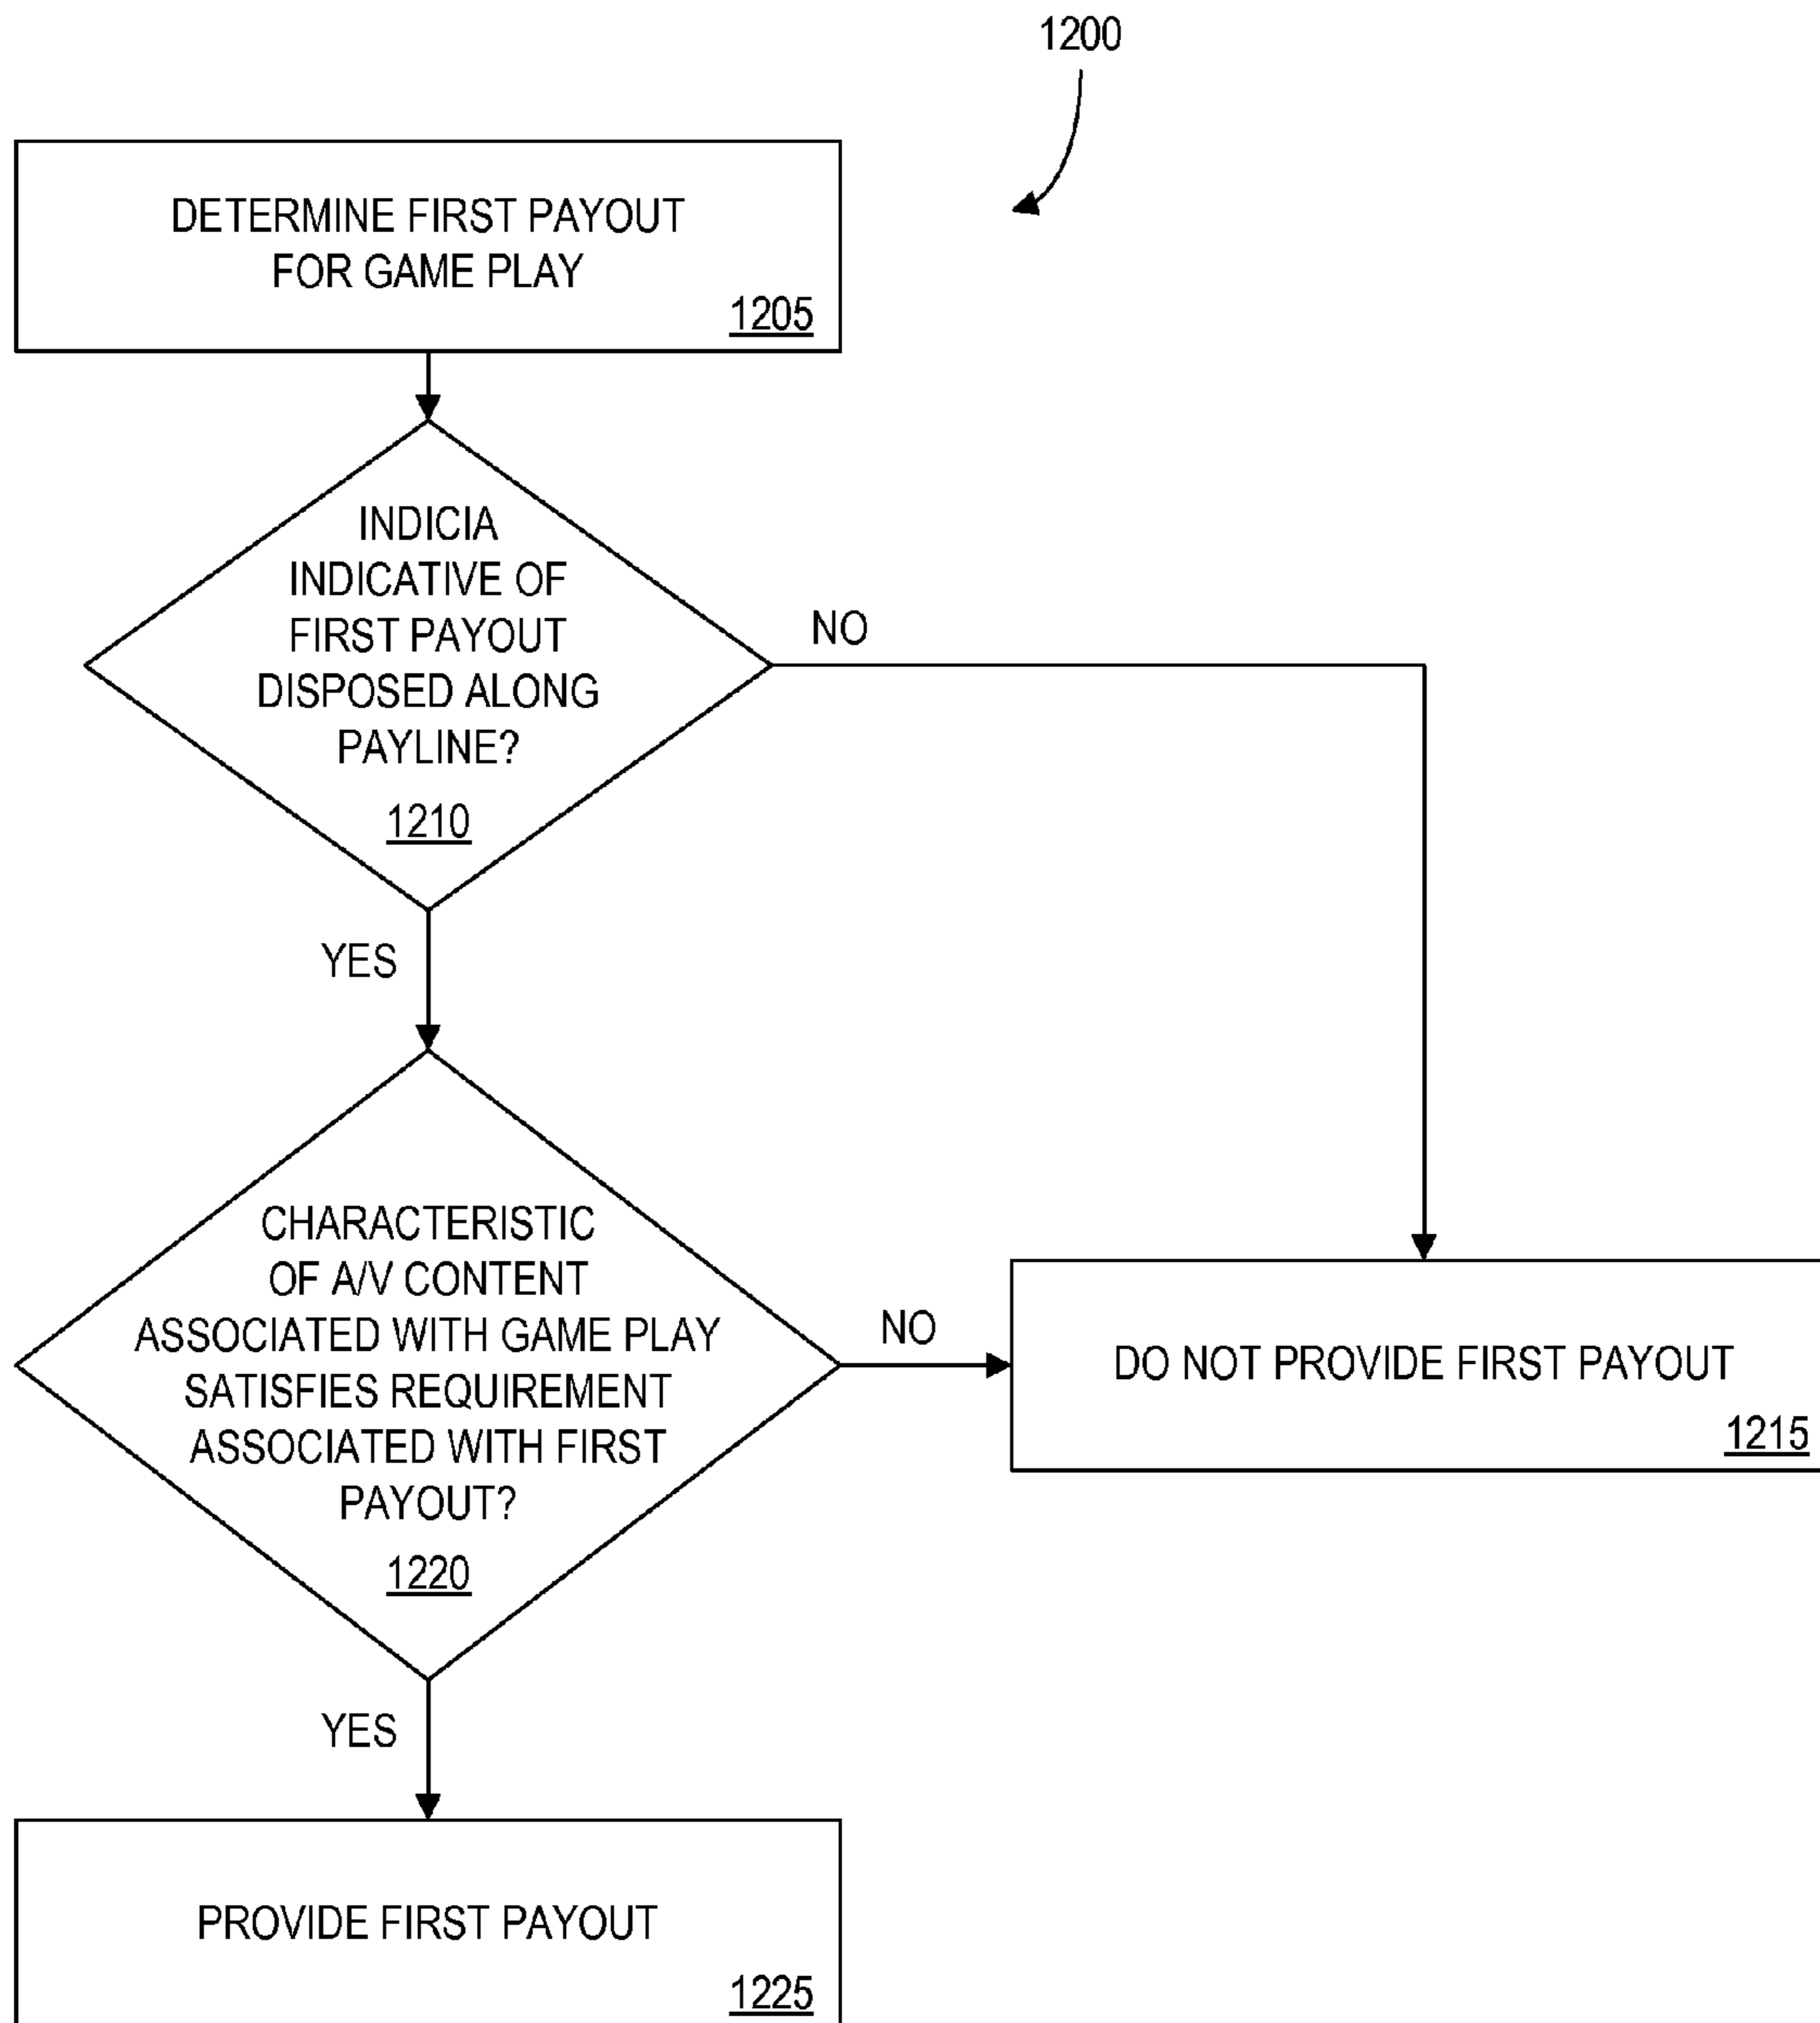 1200
DETERMINE FIRST PAYOUT
FOR GAME PLAY
1205
INDICIA
INDICATIVE OF
FIRST PAYOUT
DISPOSED ALONG
PAYLINE?
1210
NO
YES
CHARACTERISTIC
OF A/V CONTENT
ASSOCIATED WITH GAME PLAY
SATISFIES REQUIREMENT
ASSOCIATED WITH FIRST
PAYOUT?
1220
NO
DO NOT PROVIDE FIRST PAYOUT
1215
YES
PROVIDE FIRST PAYOUT
1225